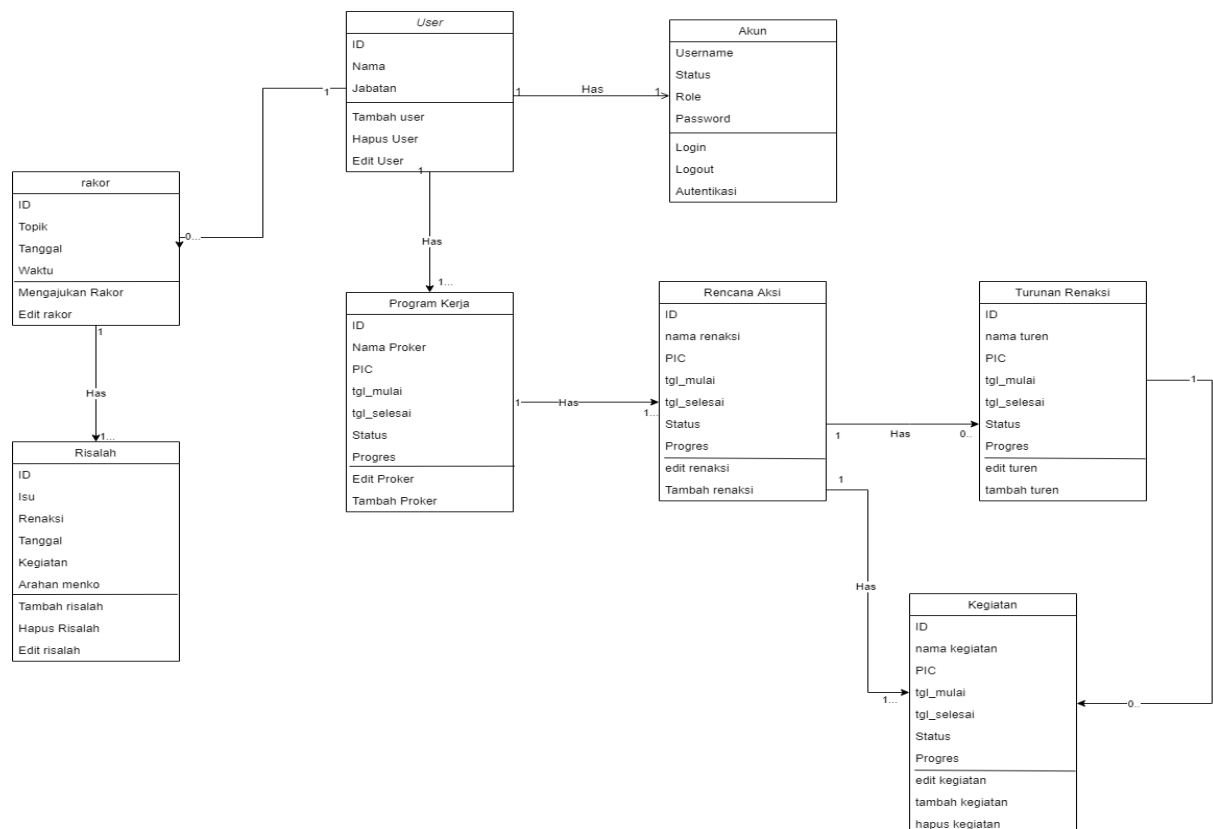 User
ID
Nama
Jabatan
Tambah user
Hapus User
Edit User
1
1
Has
1
Akun
Username
Status
Role
Password
Login
Logout
Autentikasi
1
0...
rakor
ID
Topik
Tanggal
Waktu
Mengajukan Rakor
Edit rakor
1
Has
1...
Risalah
ID
Isu
Renaksi
Tanggal
Kegiatan
Arahan menko
Tambah risalah
Hapus Risalah
Edit risalah
Has
1...
Program Kerja
ID
Nama Proker
PIC
tgl_mulai
tgl_selesai
Status
Progres
Edit Proker
Tambah Proker
1
Has
1...
Rencana Aksi
ID
nama renaksi
PIC
tgl_mulai
tgl_selesai
Status
Progres
edit renaksi
Tambah renaksi
1
Has
0..
Turunan Renaksi
ID
nama turen
PIC
tgl_mulai
tgl_selesai
Status
Progres
edit turen
tambah turen
1
1
Has
1...
0..
Kegiatan
ID
nama kegiatan
PIC
tgl_mulai
tgl_selesai
Status
Progres
edit kegiatan
tambah kegiatan
hapus kegiatan